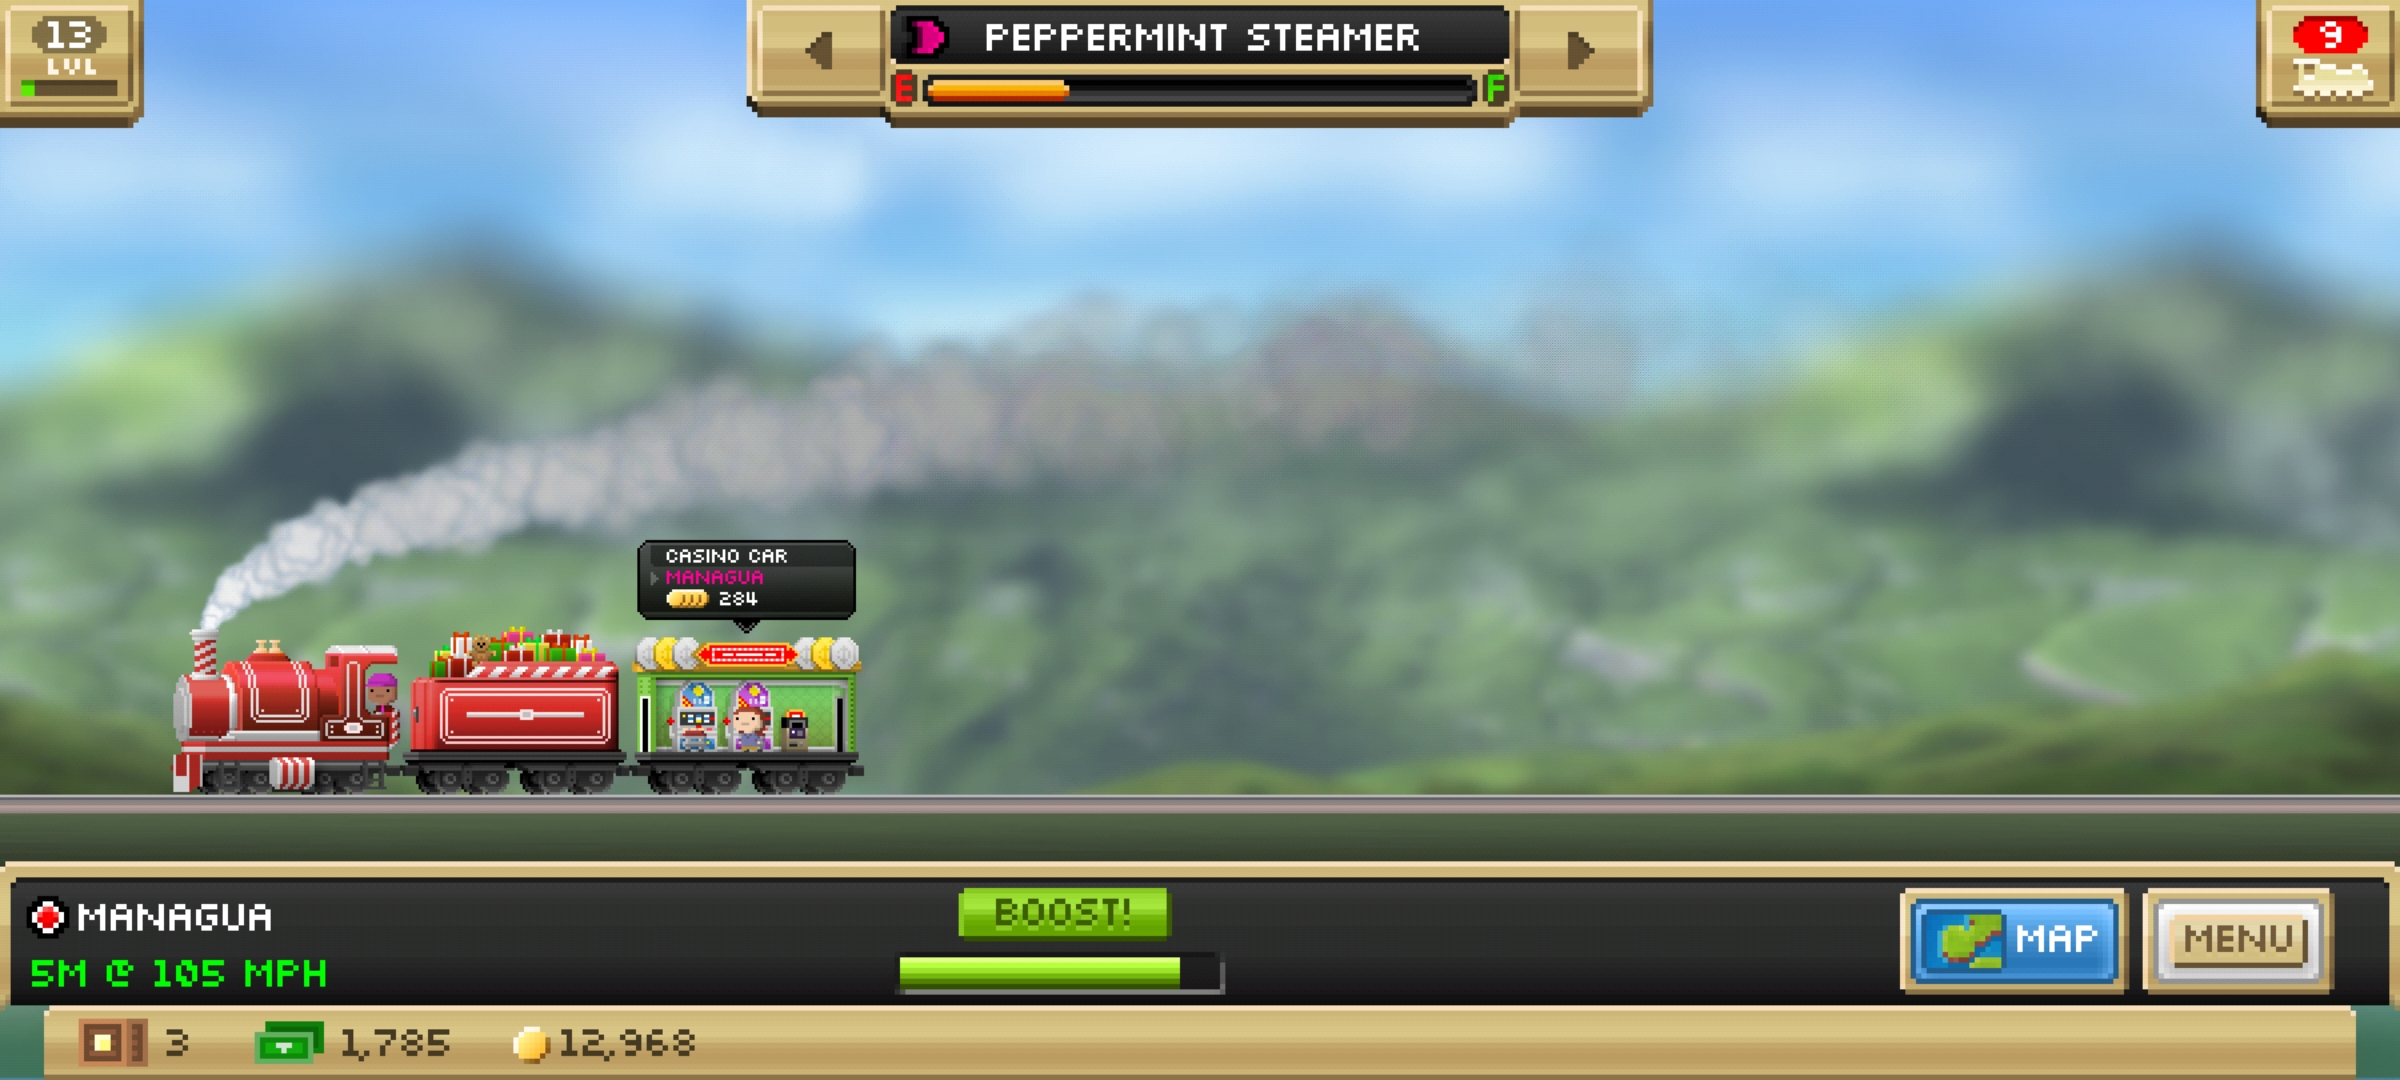 13
LVL
PEPPERMINT STEAMER
E F
9
CASINO CAR
MANAGUA
284
MANAGUA
5M @ 105 MPH
BOOST!
MAP
MENU
3
1,785
12,968